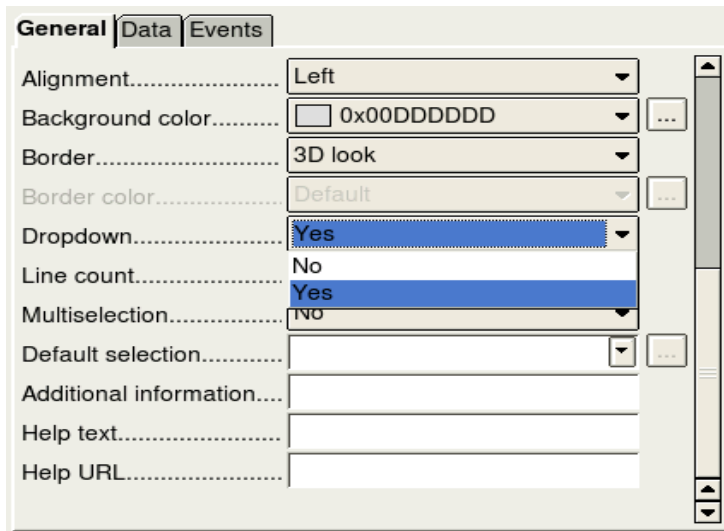 General Data Events
Alignment....................... Left
Background color.......... 0x00DDDDDD ...
Border............................ 3D look
Border color................... Default ...
Dropdown...................... Yes
No
Line count
Yes
Multiselection................. No
Default selection............ ...
Additional information....
Help text.........................
Help URL.......................